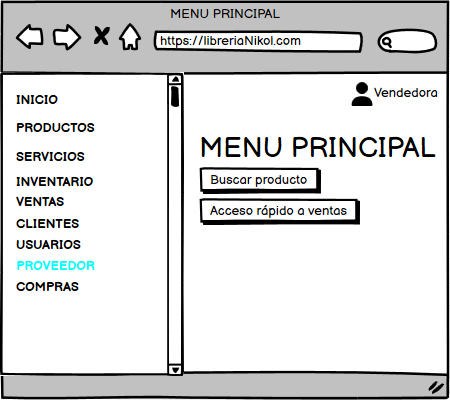 MENU PRINCIPAL
https://libreriaNikol.com
Vendedora
INICIO
PRODUCTOS
SERVICIOS
INVENTARIO
VENTAS
CLIENTES
USUARIOS
PROVEEDOR
COMPRAS
MENU PRINCIPAL
Buscar producto
Acceso rápido a ventas